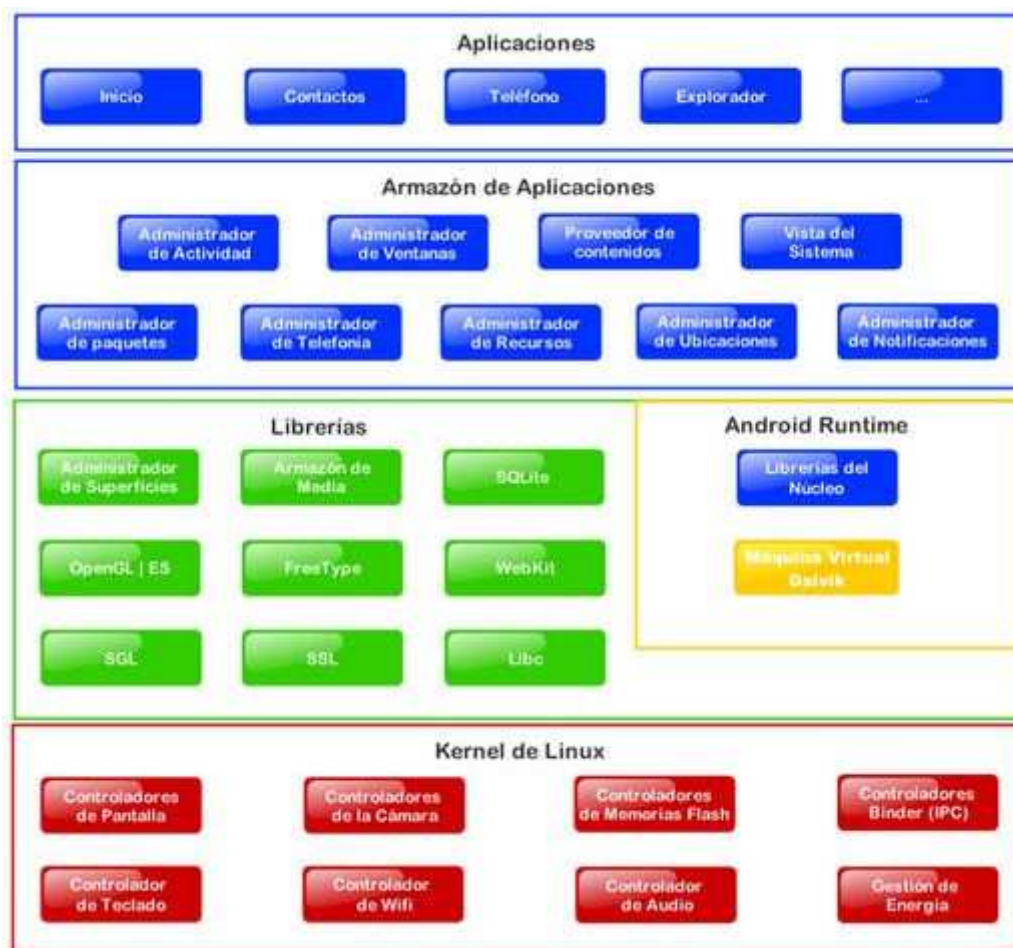 Aplicaciones
Inicio
Contactos
Teléfono
Explorador
...
Armazón de Aplicaciones
Administrador
de Actividad
Administrador
de Ventanas
Proveedor de
contenidos
Vista del
Sistema
Administrador
de paquetes
Administrador
de Telefonía
Administrador
de Recursos
Administrador
de Ubicaciones
Administrador
de Notificaciones
Librerías
Administrador
de Superficies
Armazón de
Media
SQLite
OpenGL | ES
FreeType
WebKit
SGL
SSL
Libc
Android Runtime
Librerías del
Núcleo
Máquina Virtual
Dalvik
Kernel de Linux
Controladores
de Pantalla
Controladores
de la Cámara
Controladores
de Memorias Flash
Controladores
Binder (IPC)
Controlador
de Teclado
Controlador
de Wifi
Controlador
de Audio
Gestión de
Energía